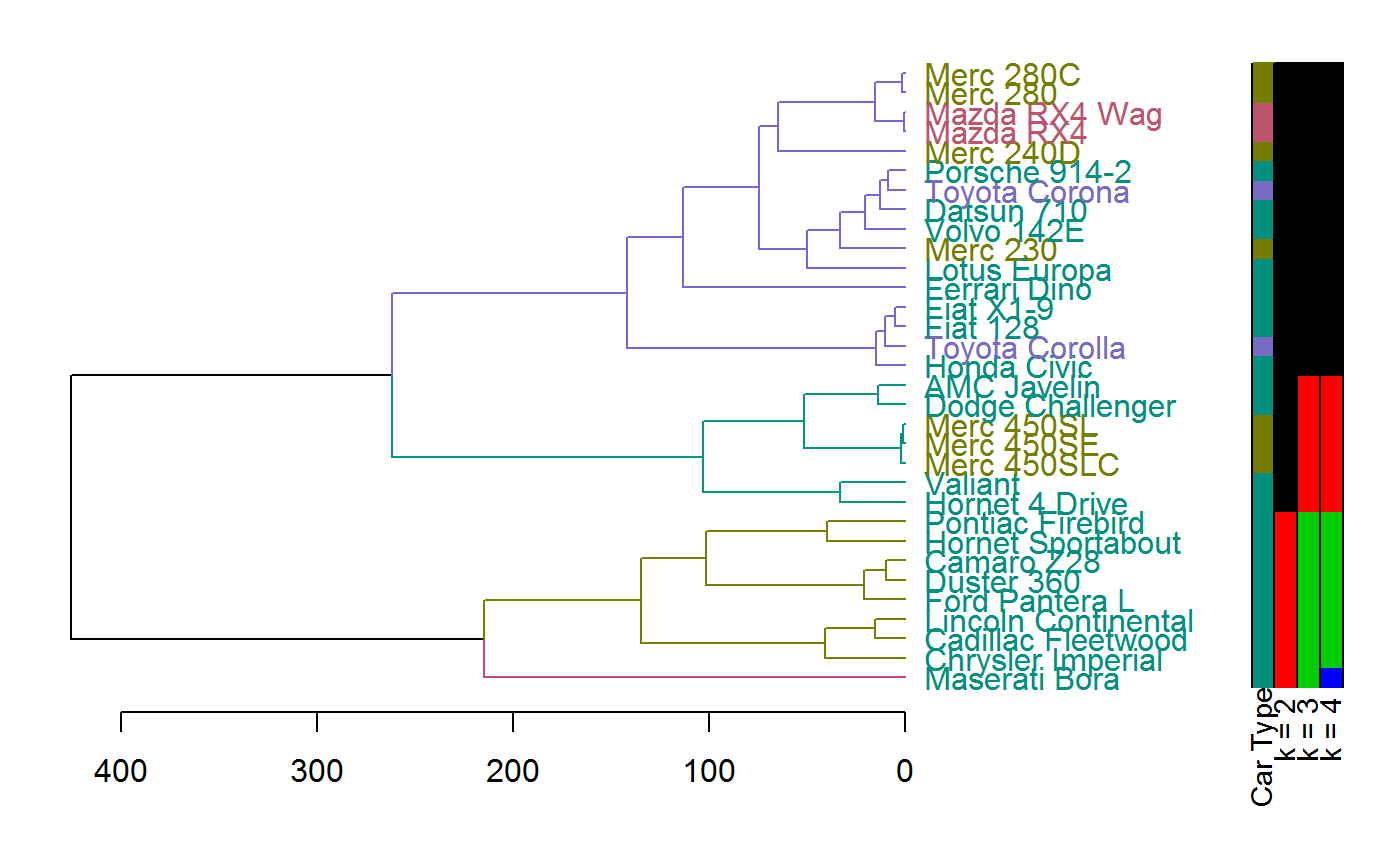 Merc 280C
Merc 280
Mazda RX4 Wag
Mazda RX4
Merc 240D
Porsche 914-2
Toyota Corona
Datsun 710
Volvo 142E
Merc 230
Lotus Europa
Ferrari Dino
Fiat X1-9
Fiat 128
Toyota Corolla
Honda Civic
AMC Javelin
Dodge Challenger
Merc 450SL
Merc 450SE
Merc 450SLC
Valiant
Hornet 4 Drive
Pontiac Firebird
Hornet Sportabout
Camaro Z28
Duster 360
Ford Pantera L
Lincoln Continental
Cadillac Fleetwood
Chrysler Imperial
Maserati Bora
400 300 200 100 0
Car Type
k = 2
k = 3
k = 4